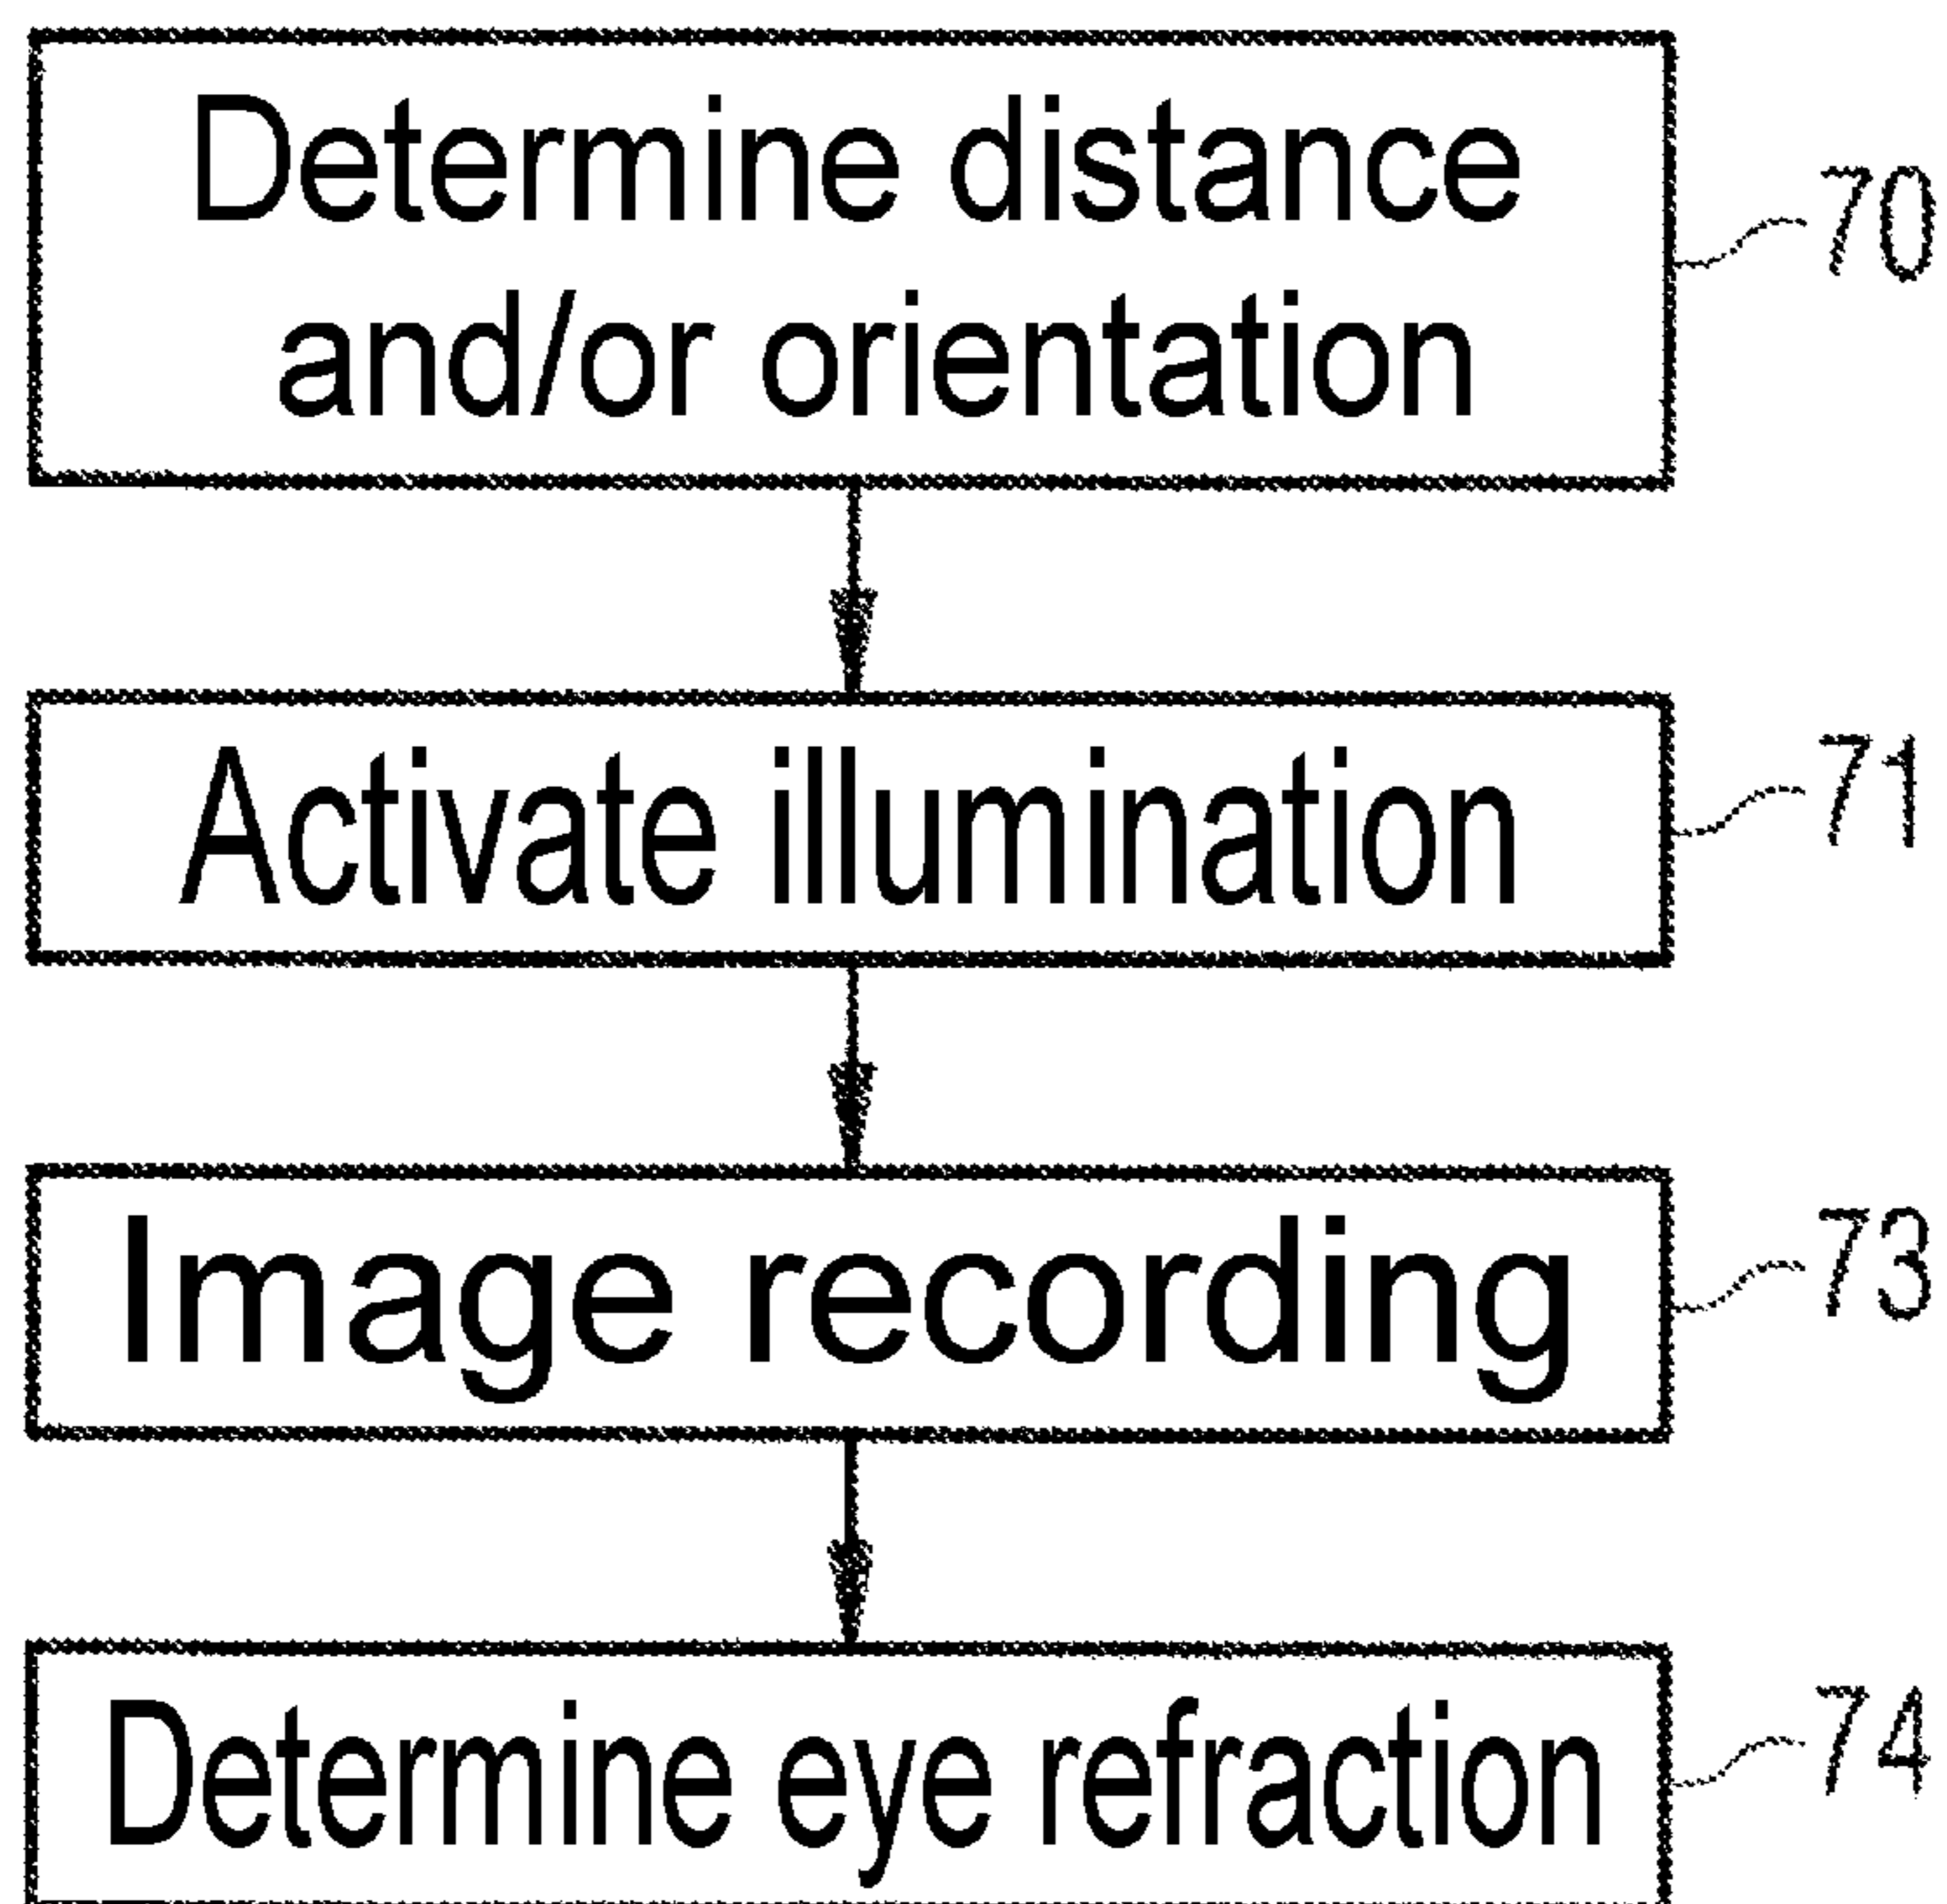 Determine distance
and/or orientation
70
Activate illumination
71
Image recording
73
Determine eye refraction
74